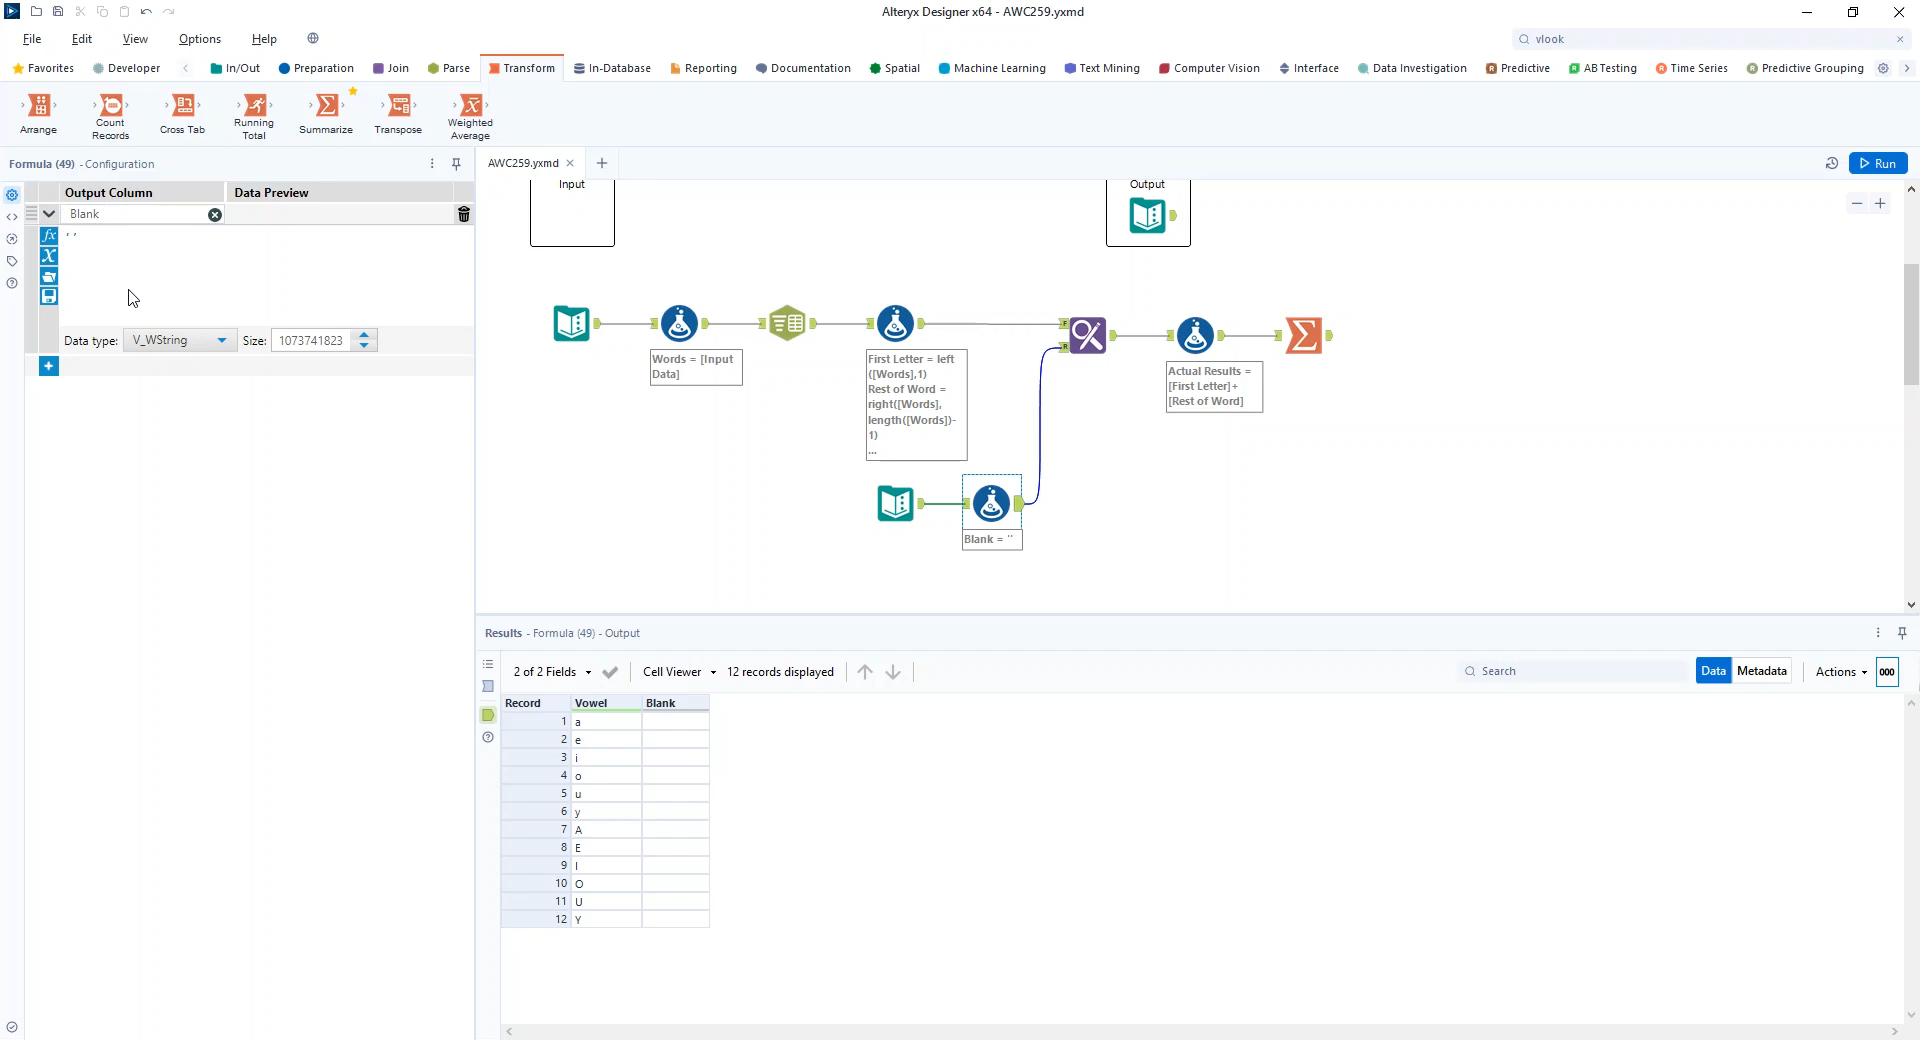 Alteryx Designer x64 - AWC259.yxmd
File Edit View Options Help
vlook
Favorites Developer In/Out Preparation Join Parse Transform In-Database Reporting Documentation Spatial Machine Learning Text Mining Computer Vision Interface Data Investigation Predictive AB Testing Time Series Predictive Grouping
Arrange
Count
Records
Cross Tab
Running
Total
Summarize
Transpose
Weighted
Average
Formula (49) - Configuration
AWC259.yxmd
Run
Output Column Data Preview
Blank
''
Data type: V_WString Size: 1073741823
Input
Output
Words = [Input
Data]
First Letter = left
([Words],1)
Rest of Word =
right([Words],
length([Words])-
1)
...
F
R
Actual Results =
[First Letter]+
[Rest of Word]
Blank = ''
Results - Formula (49) - Output
2 of 2 Fields Cell Viewer 12 records displayed Search Data Metadata Actions 000
Record Vowel Blank
1 a
2 e
3 i
4 o
5 u
6 y
7 A
8 E
9 I
10 O
11 U
12 Y